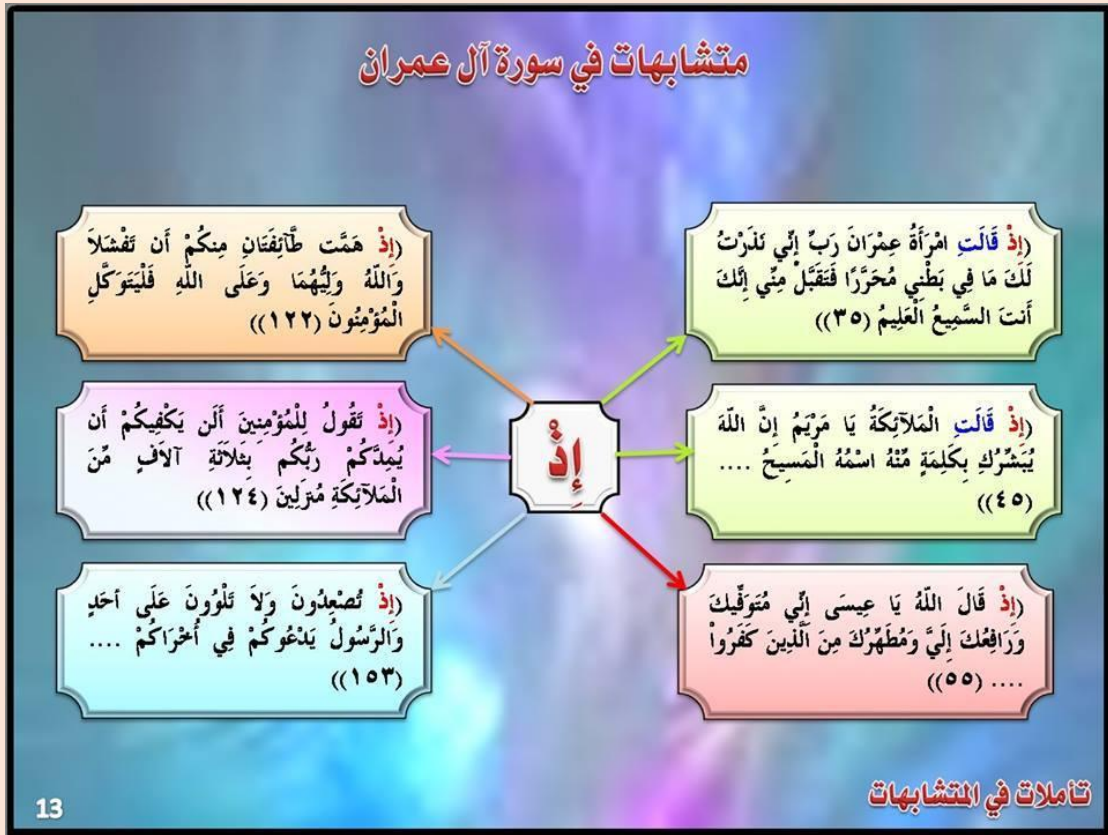 متشابهات في سورة آل عمران
(إِذْ قَالَتِ امْرَأَةُ عِمْرَانَ رَبِّ إِنِّي نَذَرْتُ
لَكَ مَا فِي بَطْنِي مُحَرَّرًا فَتَقَبَّلْ مِنِّي إِنَّكَ
أَنتَ السَّمِيعُ الْعَلِيمُ (٣٥))
(إِذْ قَالَتِ الْمَلآئِكَةُ يَا مَرْيَمُ إِنَّ اللّهَ
يُبَشِّرُكِ بِكَلِمَةٍ مِّنْهُ اسْمُهُ الْمَسِيحُ ....
(٤٥))
(إِذْ قَالَ اللّهُ يَا عِيسَى إِنِّي مُتَوَفِّيكَ
وَرَافِعُكَ إِلَيَّ وَمُطَهِّرُكَ مِنَ الَّذِينَ كَفَرُواْ
.... (٥٥))
إِذْ
(إِذْ هَمَّت طَّآئِفَتَانِ مِنكُمْ أَن تَفْشَلاَ
وَاللّهُ وَلِيُّهُمَا وَعَلَى اللّهِ فَلْيَتَوَكَّلِ
الْمُؤْمِنُونَ (١٢٢))
(إِذْ تَقُولُ لِلْمُؤْمِنِينَ أَلَن يَكْفِيكُمْ أَن
يُمِدَّكُمْ رَبُّكُم بِثَلاَثَةِ آلاَفٍ مِّنَ
الْمَلآئِكَةِ مُنزَلِينَ (١٢٤))
(إِذْ تُصْعِدُونَ وَلاَ تَلْوُونَ عَلَى أحَدٍ
وَالرَّسُولُ يَدْعُوكُمْ فِي أُخْرَاكُمْ ....
(١٥٣))
تأملات في المتشابهات
13